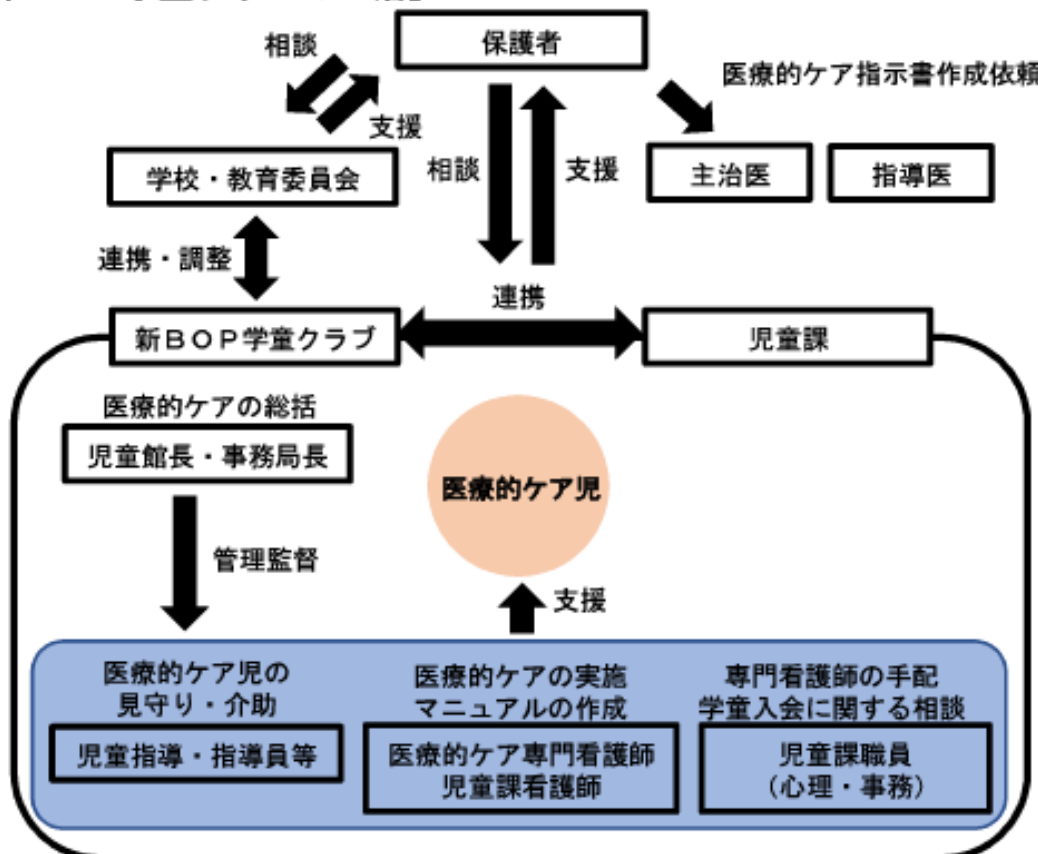 保護者
相談
支援
医療的ケア指示書作成依頼
学校・教育委員会
相談
支援
主治医
指導医
連携・調整
連携
新ＢＯＰ学童クラブ
児童課
医療的ケアの総括
児童館長・事務局長
医療的ケア児
管理監督
支援
医療的ケア児の
見守り・介助
児童指導・指導員等
医療的ケアの実施
マニュアルの作成
医療的ケア専門看護師
児童課看護師
専門看護師の手配
学童入会に関する相談
児童課職員
（心理・事務）